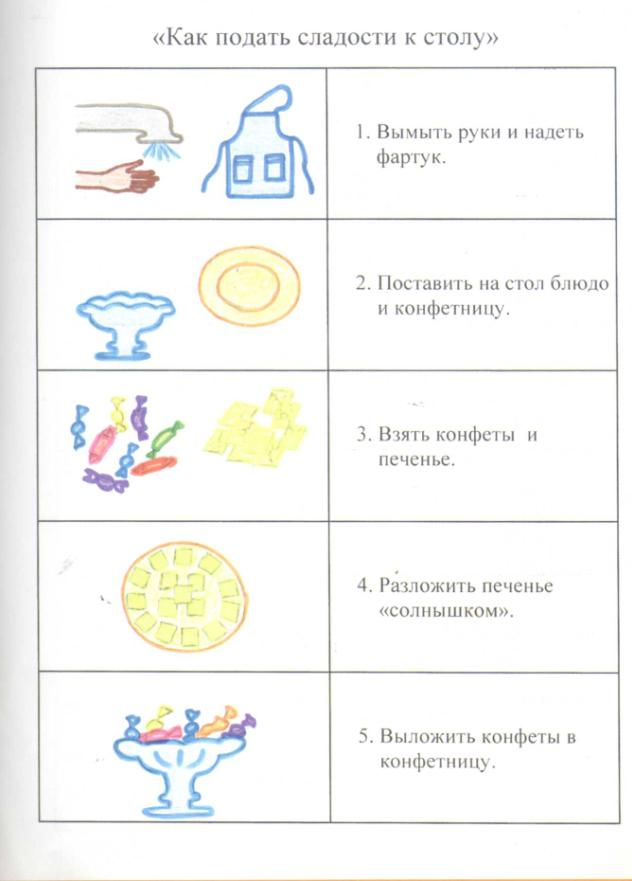 «Как подать сладости к столу»
1. Вымыть руки и надеть
фартук.
2. Поставить на стол блюдо
и конфетницу.
3. Взять конфеты и
печенье.
4. Разложить печенье
«солнышком».
5. Выложить конфеты в
конфетницу.